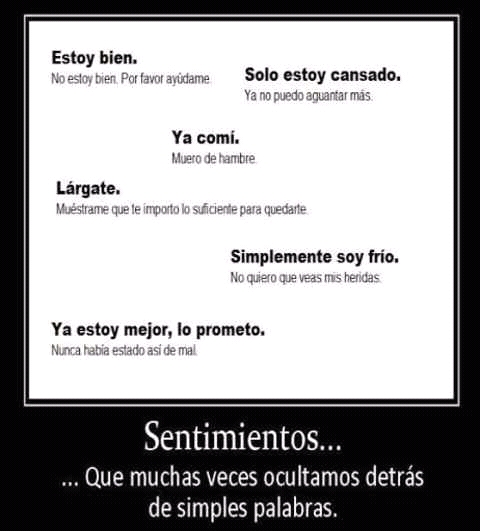 Estoy bien.
No estoy bien. Por favor ayúdame.
Solo estoy cansado.
Ya no puedo aguantar más.
Ya comí.
Muero de hambre.
Lárgate.
Muéstrame que te importo lo suficiente para quedarte.
Simplemente soy frío.
No quiero que veas mis heridas.
Ya estoy mejor, lo prometo.
Nunca había estado así de mal.
Sentimientos...
... Que muchas veces ocultamos detrás
de simples palabras.